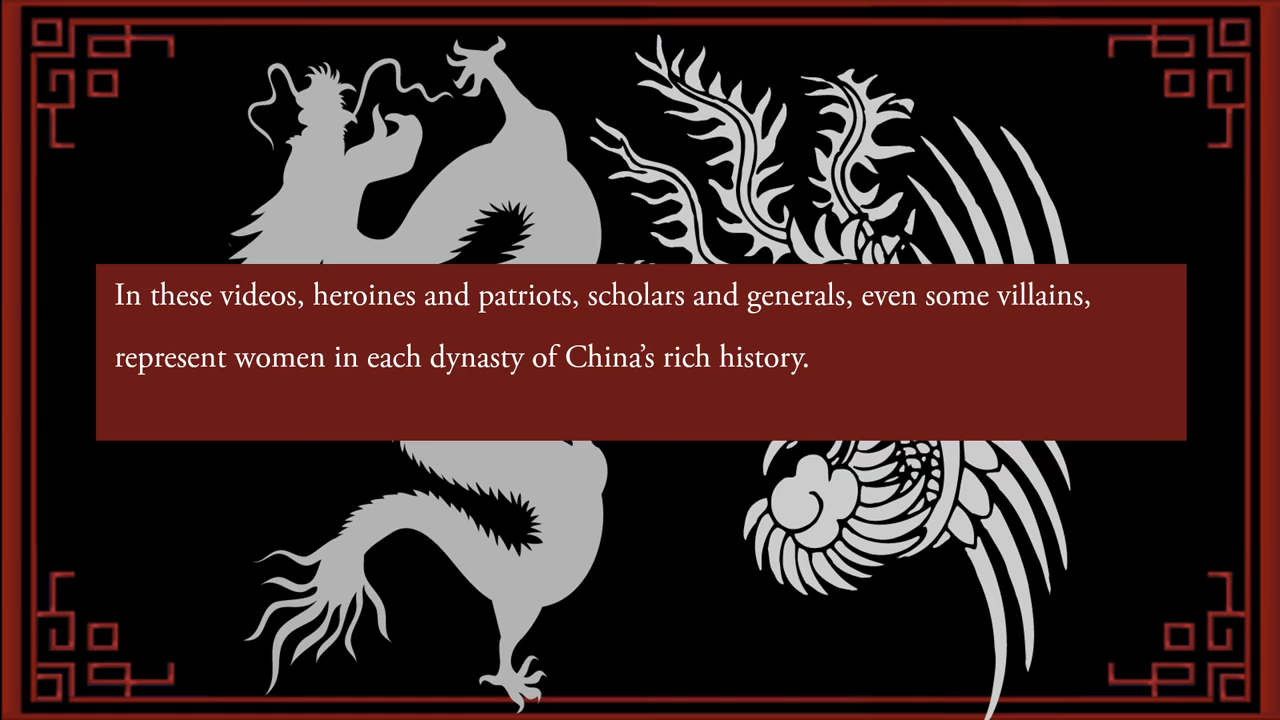 In these videos, heroines and patriots, scholars and generals, even some villains,
represent women in each dynasty of China’s rich history.